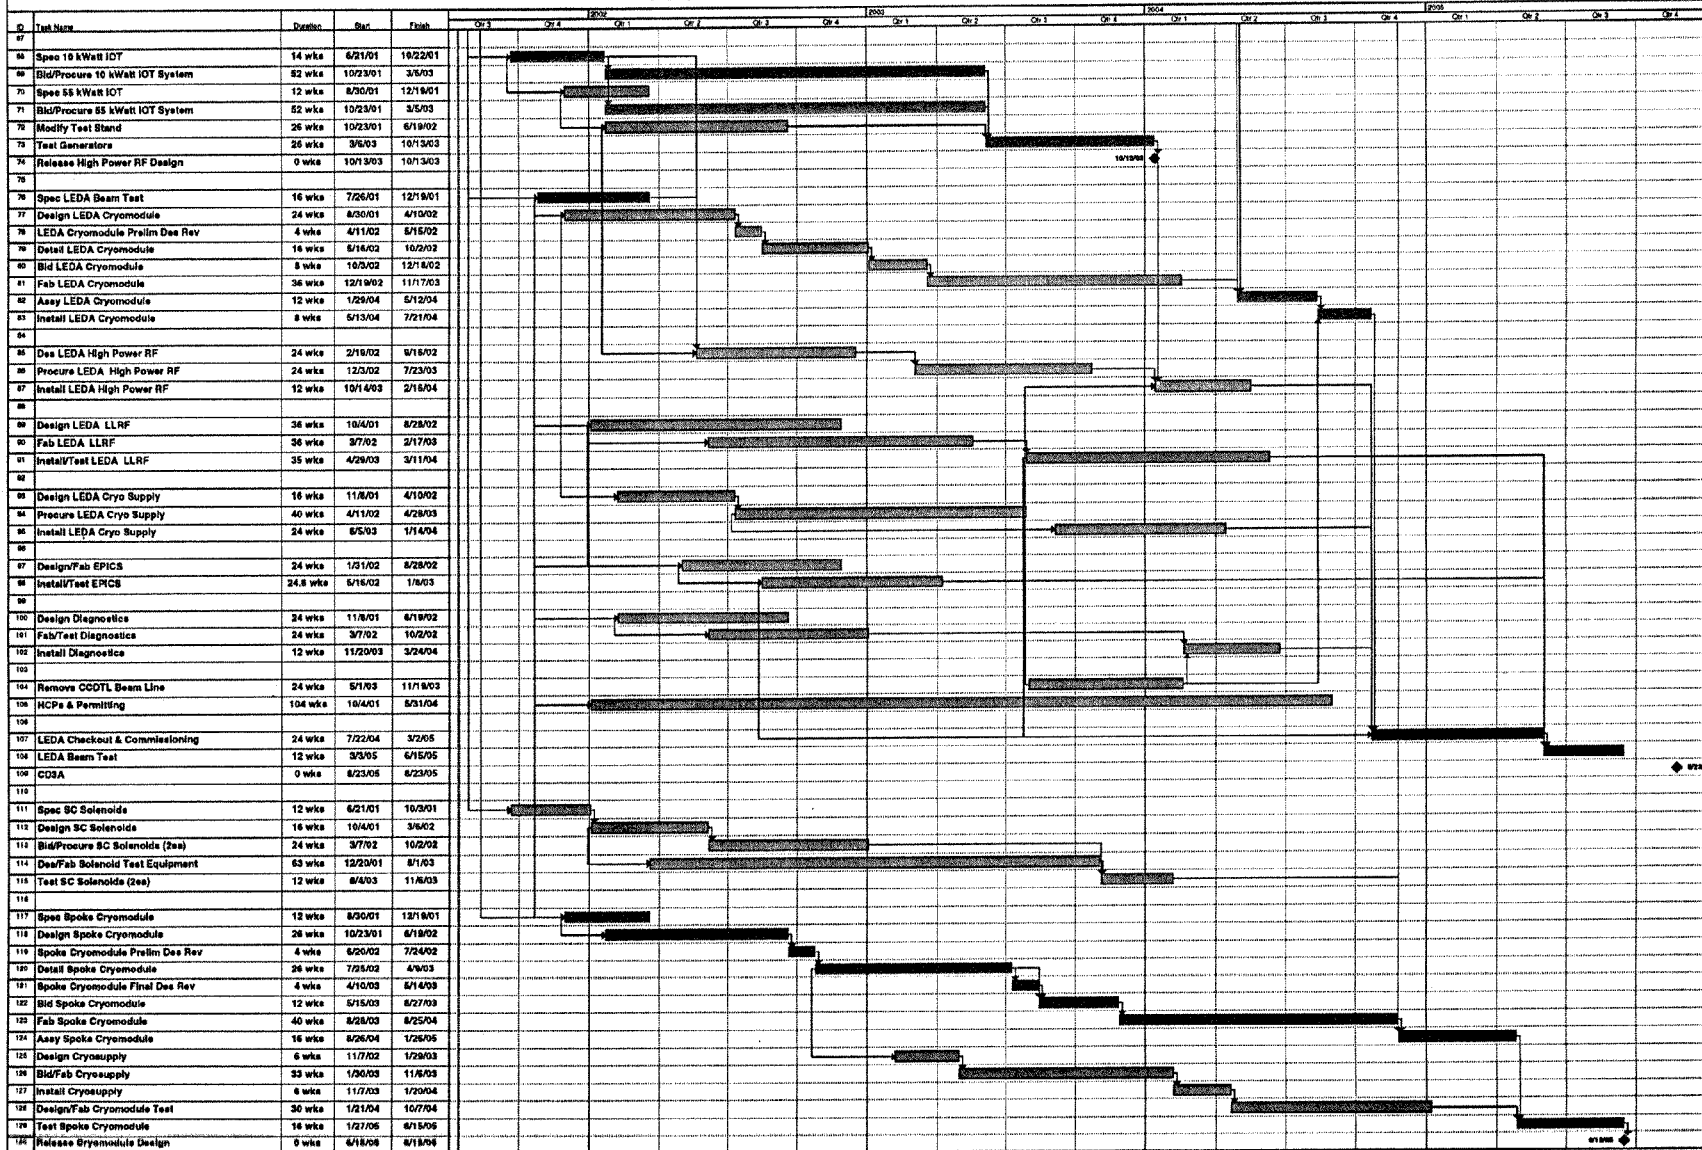 2002 2003 2004 2005
ID Task Name Duration Start Finish Qtr 3 Qtr 4 Qtr 1 Qtr 2 Qtr 3 Qtr 4 Qtr 1 Qtr 2 Qtr 3 Qtr 4 Qtr 1 Qtr 2 Qtr 3 Qtr 4 Qtr 1 Qtr 2 Qtr 3 Qtr 4
67
68 Spec 10 kWatt IOT 14 wks 6/21/01 10/22/01
69 Bid/Procure 10 kWatt IOT System 52 wks 10/23/01 3/5/03
70 Spec 55 kWatt IOT 12 wks 8/30/01 12/19/01
71 Bid/Procure 55 kWatt IOT System 52 wks 10/23/01 3/5/03
72 Modify Test Stand 26 wks 10/23/01 6/19/02
73 Test Generators 26 wks 3/6/03 10/13/03
74 Release High Power RF Design 0 wks 10/13/03 10/13/03 10/13/03
75
76 Spec LEDA Beam Test 16 wks 7/26/01 12/19/01
77 Design LEDA Cryomodule 24 wks 8/30/01 4/10/02
78 LEDA Cryomodule Prelim Des Rev 4 wks 4/11/02 5/15/02
79 Detail LEDA Cryomodule 16 wks 5/16/02 10/2/02
80 Bid LEDA Cryomodule 8 wks 10/3/02 12/18/02
81 Fab LEDA Cryomodule 36 wks 12/19/02 11/17/03
82 Assy LEDA Cryomodule 12 wks 1/29/04 5/12/04
83 Install LEDA Cryomodule 8 wks 5/13/04 7/21/04
84
85 Des LEDA High Power RF 24 wks 2/19/02 9/16/02
86 Procure LEDA High Power RF 24 wks 12/3/02 7/23/03
87 Install LEDA High Power RF 12 wks 10/14/03 2/16/04
88
89 Design LEDA LLRF 36 wks 10/4/01 8/28/02
90 Fab LEDA LLRF 36 wks 3/7/02 2/17/03
91 Install/Test LEDA LLRF 35 wks 4/29/03 3/11/04
92
93 Design LEDA Cryo Supply 16 wks 11/8/01 4/10/02
94 Procure LEDA Cryo Supply 40 wks 4/11/02 4/28/03
95 Install LEDA Cryo Supply 24 wks 6/5/03 1/14/04
96
97 Design/Fab EPICS 24 wks 1/31/02 8/28/02
98 Install/Test EPICS 24.6 wks 5/16/02 1/8/03
99
100 Design Diagnostics 24 wks 11/8/01 6/19/02
101 Fab/Test Diagnostics 24 wks 3/7/02 10/2/02
102 Install Diagnostics 12 wks 11/20/03 3/24/04
103
104 Remove CCDTL Beam Line 24 wks 5/1/03 11/19/03
105 HCPs & Permitting 104 wks 10/4/01 5/31/04
106
107 LEDA Checkout & Commissioning 24 wks 7/22/04 3/2/05
108 LEDA Beam Test 12 wks 3/3/05 6/15/05
109 CD3A 0 wks 8/23/05 8/23/05
110
111 Spec SC Solenoids 12 wks 6/21/01 10/3/01
112 Design SC Solenoids 16 wks 10/4/01 3/6/02
113 Bid/Procure SC Solenoids (2ea) 24 wks 3/7/02 10/2/02
114 Des/Fab Solenoid Test Equipment 63 wks 12/20/01 8/1/03
115 Test SC Solenoids (2ea) 12 wks 8/4/03 11/6/03
116
117 Spec Spoke Cryomodule 12 wks 8/30/01 12/19/01
118 Design Spoke Cryomodule 26 wks 10/23/01 6/19/02
119 Spoke Cryomodule Prelim Des Rev 4 wks 6/20/02 7/24/02
120 Detail Spoke Cryomodule 26 wks 7/25/02 4/9/03
121 Spoke Cryomodule Final Des Rev 4 wks 4/10/03 5/14/03
122 Bid Spoke Cryomodule 12 wks 5/15/03 8/27/03
123 Fab Spoke Cryomodule 40 wks 8/28/03 8/25/04
124 Assy Spoke Cryomodule 16 wks 8/26/04 1/26/05
125 Design Cryosupply 6 wks 11/7/02 1/29/03
126 Bid/Fab Cryosupply 33 wks 1/30/03 11/6/03
127 Install Cryosupply 6 wks 11/7/03 1/20/04
128 Design/Fab Cryomodule Test 30 wks 1/21/04 10/7/04
129 Test Spoke Cryomodule 16 wks 1/27/05 6/15/05
130 Release Cryomodule Design 0 wks 6/15/05 6/15/05 6/15/05